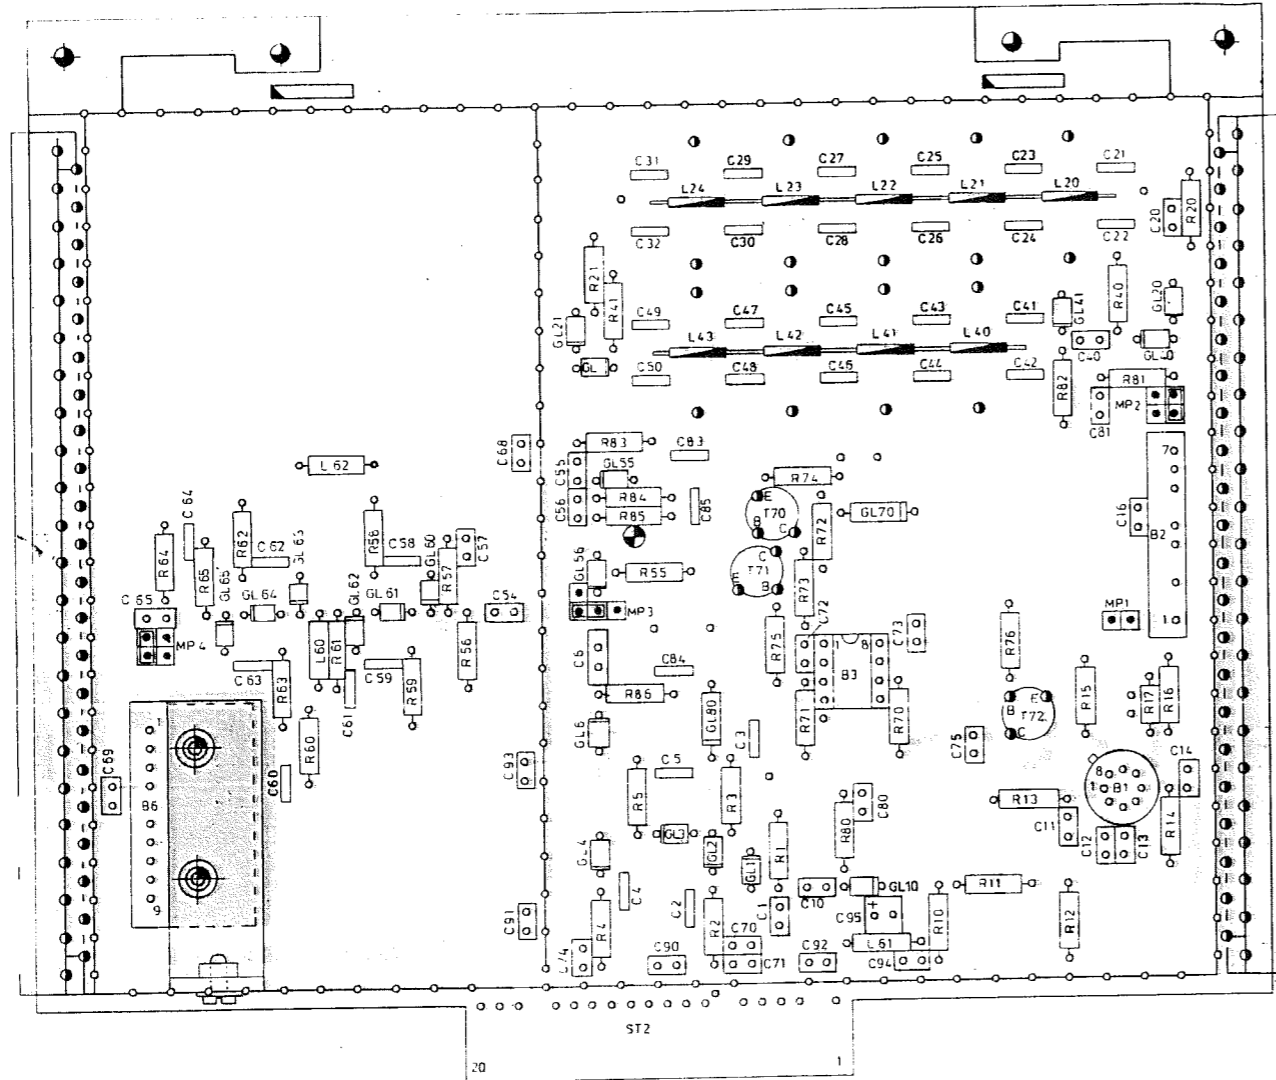 C31 C29 C27 C25 C23 C21
L24 L23 L22 L21 L20
C20 R20
C32 C30 C28 C26 C24 C22
R21 R41
GL21 C49 C47 C45 C43 C41 GL41 R40 GL20
L43 L42 L41 L40
C40 GL40
GL
C50 C48 C46 C44 C42 R82 R81
C81 MP2
C68 R83 C83
L62 C55 GL55
R74 7
C56 R84
R85 C85
E T70 B C
R72 GL70
C16 B2
C64 R62 R58 GL60 C57
R64 R65 C62 GL63 C58 R57
GL56 R55
C T71 E B
R73
C65 GL65 GL64 GL62 GL61 C54
MP3 C72 MP1 1
MP4 L60 R61 R56
C6 R75 1 8 B3 C73 R76
C63 R63 C59 R59
C84
R86 C61
R60 GL6 GL80 C3 R71 R70
B E T72 C
R15 R17 R16
1 C75
C69 B6 C60 C93 C5
R5 R3 C80 R80
8 1 B1 C14
R13 R14
C11 C12 C13
GL3 GL4 GL2 GL1 R1
9 C4 C2 C10 GL10 R11
C91 R4 R2 C1 C95 + R10 R12
C70 L61
C74 C90 C71 C92 C94
ST2
20 1